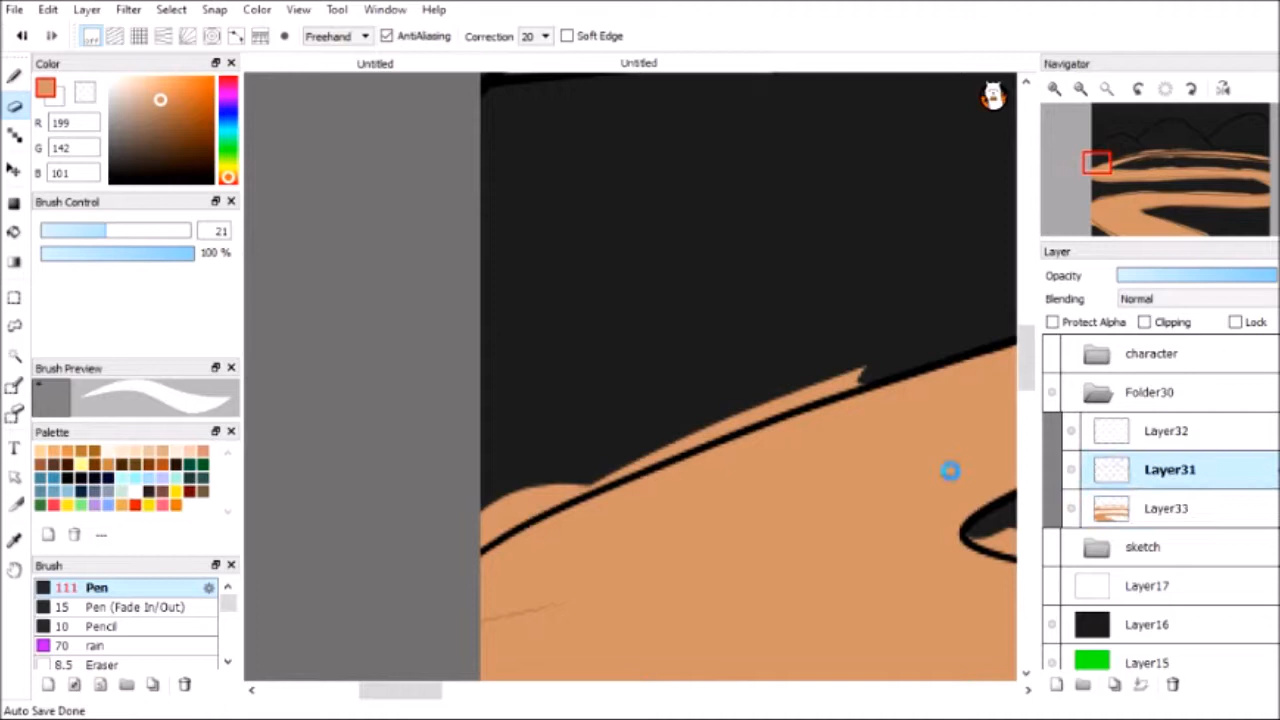 File Edit Layer Filter Select Snap Color View Tool Window Help
OFF Freehand AntiAliasing Correction 20 Soft Edge
Color
Untitled Untitled
Navigator
R 199
G 142
B 101
Brush Control
21
100 %
Layer
Opacity
Blending Normal
Protect Alpha Clipping Lock
character
Folder30
Layer32
Layer31
Layer33
sketch
Layer17
Layer16
Layer15
Brush Preview
Palette
---
Brush
111 Pen
15 Pen (Fade In/Out)
10 Pencil
70 rain
8.5 Eraser
Auto Save Done